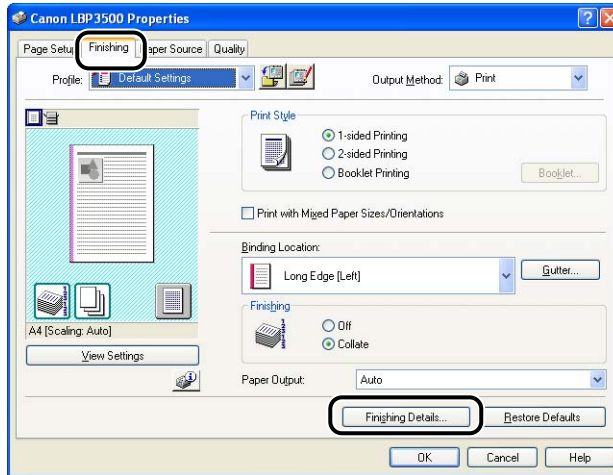 Canon LBP3500 Properties
Page Setup Finishing Paper Source Quality
Profile: Default Settings Output Method: Print
Print Style
1-sided Printing
2-sided Printing
Booklet Printing Booklet...
Print with Mixed Paper Sizes/Orientations
Binding Location:
Long Edge [Left] Gutter...
Finishing
Off
Collate
A4 [Scaling: Auto]
View Settings
Paper Output: Auto
Finishing Details... Restore Defaults
OK Cancel Help